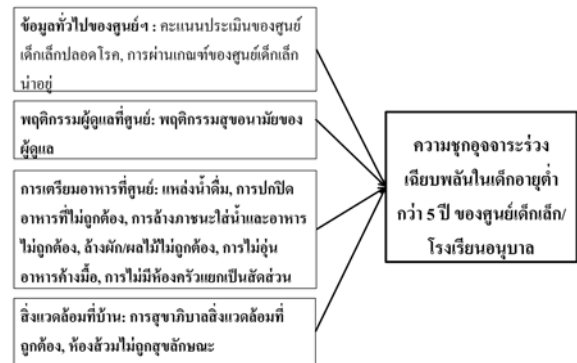 ข้อมูลทั่วไปของศูนย์ฯ : คะแนนประเมินของศูนย์
เด็กเล็กปลอดโรค, การผ่านเกณฑ์ของศูนย์เด็กเล็ก
น่าอยู่
พฤติกรรมผู้ดูแลที่ศูนย์: พฤติกรรมสุขอนามัยของ
ผู้ดูแล
การเตรียมอาหารที่ศูนย์: แหล่งน้ำดื่ม, การปกปิด
อาหารที่ไม่ถูกต้อง, การล้างภาชนะใส่น้ำและอาหาร
ไม่ถูกต้อง, ล้างผัก/ผลไม้ไม่ถูกต้อง, การไม่อุ่น
อาหารค้างมื้อ, การไม่มีห้องครัวแยกเป็นสัดส่วน
สิ่งแวดล้อมที่บ้าน: การสุขาภิบาลสิ่งแวดล้อมที่
ถูกต้อง, ห้องส้วมไม่ถูกสุขลักษณะ
ความชุกอุจจาระร่วง
เฉียบพลันในเด็กอายุต่ำ
กว่า 5 ปี ของศูนย์เด็กเล็ก/
โรงเรียนอนุบาล